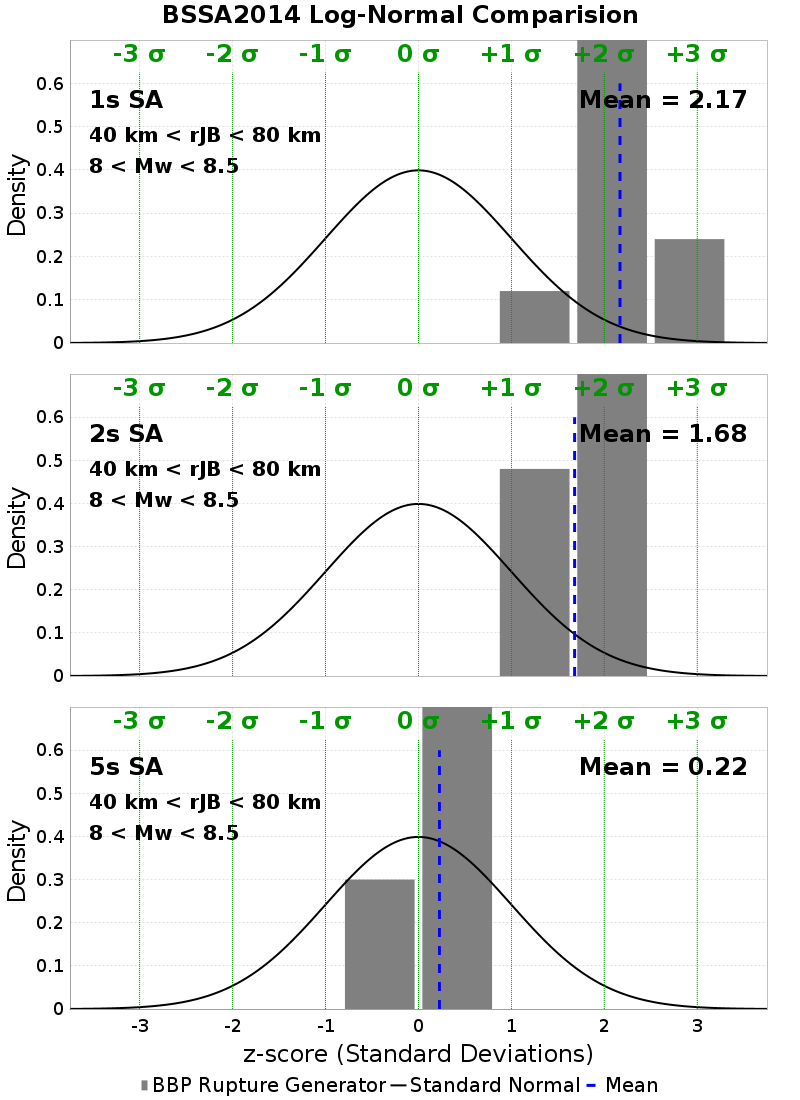 BSSA2014 Log-Normal Comparision
-3 σ -2 σ -1 σ 0 σ +1 σ +2 σ +3 σ
1s SA
Mean = 2.17
40 km < rJB < 80 km
8 < Mw < 8.5
0.6
0.5
0.4
0.3
0.2
0.1
0
Density
-3 σ -2 σ -1 σ 0 σ +1 σ +2 σ +3 σ
2s SA
Mean = 1.68
40 km < rJB < 80 km
8 < Mw < 8.5
0.6
0.5
0.4
0.3
0.2
0.1
0
Density
-3 σ -2 σ -1 σ 0 σ +1 σ +2 σ +3 σ
5s SA
Mean = 0.22
40 km < rJB < 80 km
8 < Mw < 8.5
0.6
0.5
0.4
0.3
0.2
0.1
0
Density
-3 -2 -1 0 1 2 3
z-score (Standard Deviations)
BBP Rupture Generator Standard Normal Mean